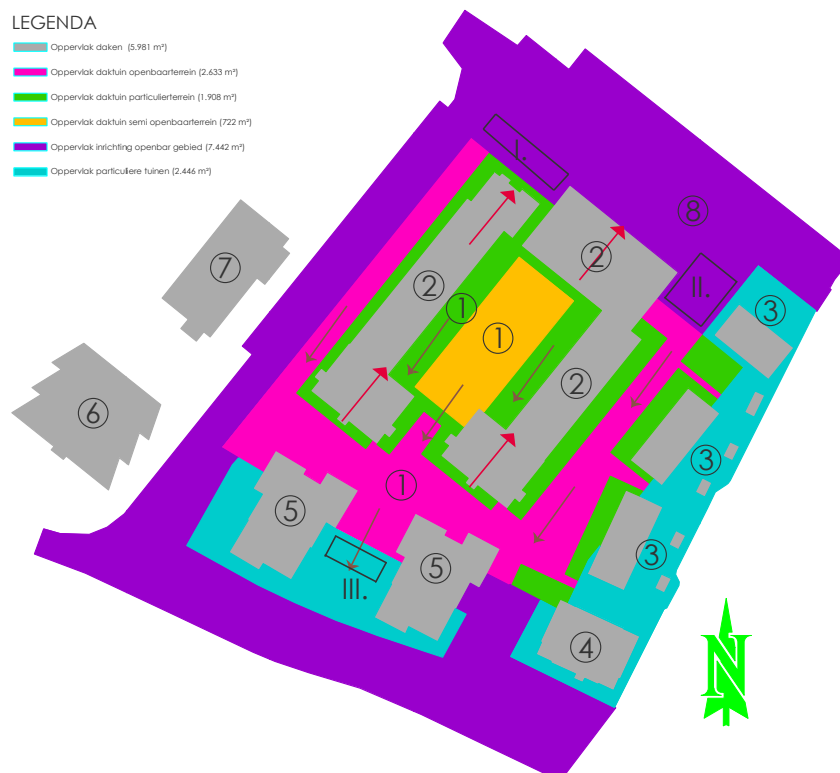 LEGENDA
Oppervlak daken (5.981 m²)
Oppervlak daktuin openbaarterrein (2.633 m²)
Oppervlak daktuin particulierterrein (1.908 m²)
Oppervlak daktuin semi openbaarterrein (722 m²)
Oppervlak inrichting openbar gebied (7.442 m²)
Oppervlak particuliere tuinen (2.446 m²)
I.
8
2
7
2
II.
3
1
1
2
6
3
1
5
3
5
III.
4
N